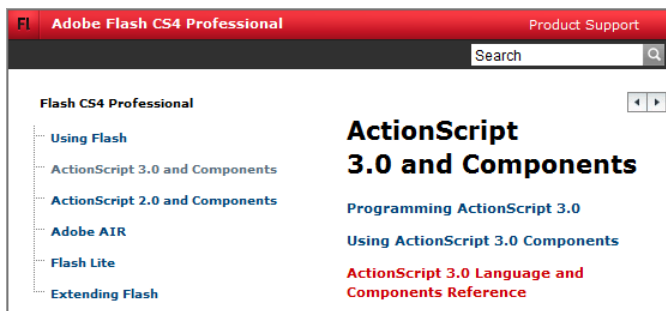 Fl Adobe Flash CS4 Professional Product Support
Search
Flash CS4 Professional
Using Flash
ActionScript 3.0 and Components
ActionScript 2.0 and Components
Adobe AIR
Flash Lite
Extending Flash
ActionScript
3.0 and Components
Programming ActionScript 3.0
Using ActionScript 3.0 Components
ActionScript 3.0 Language and
Components Reference